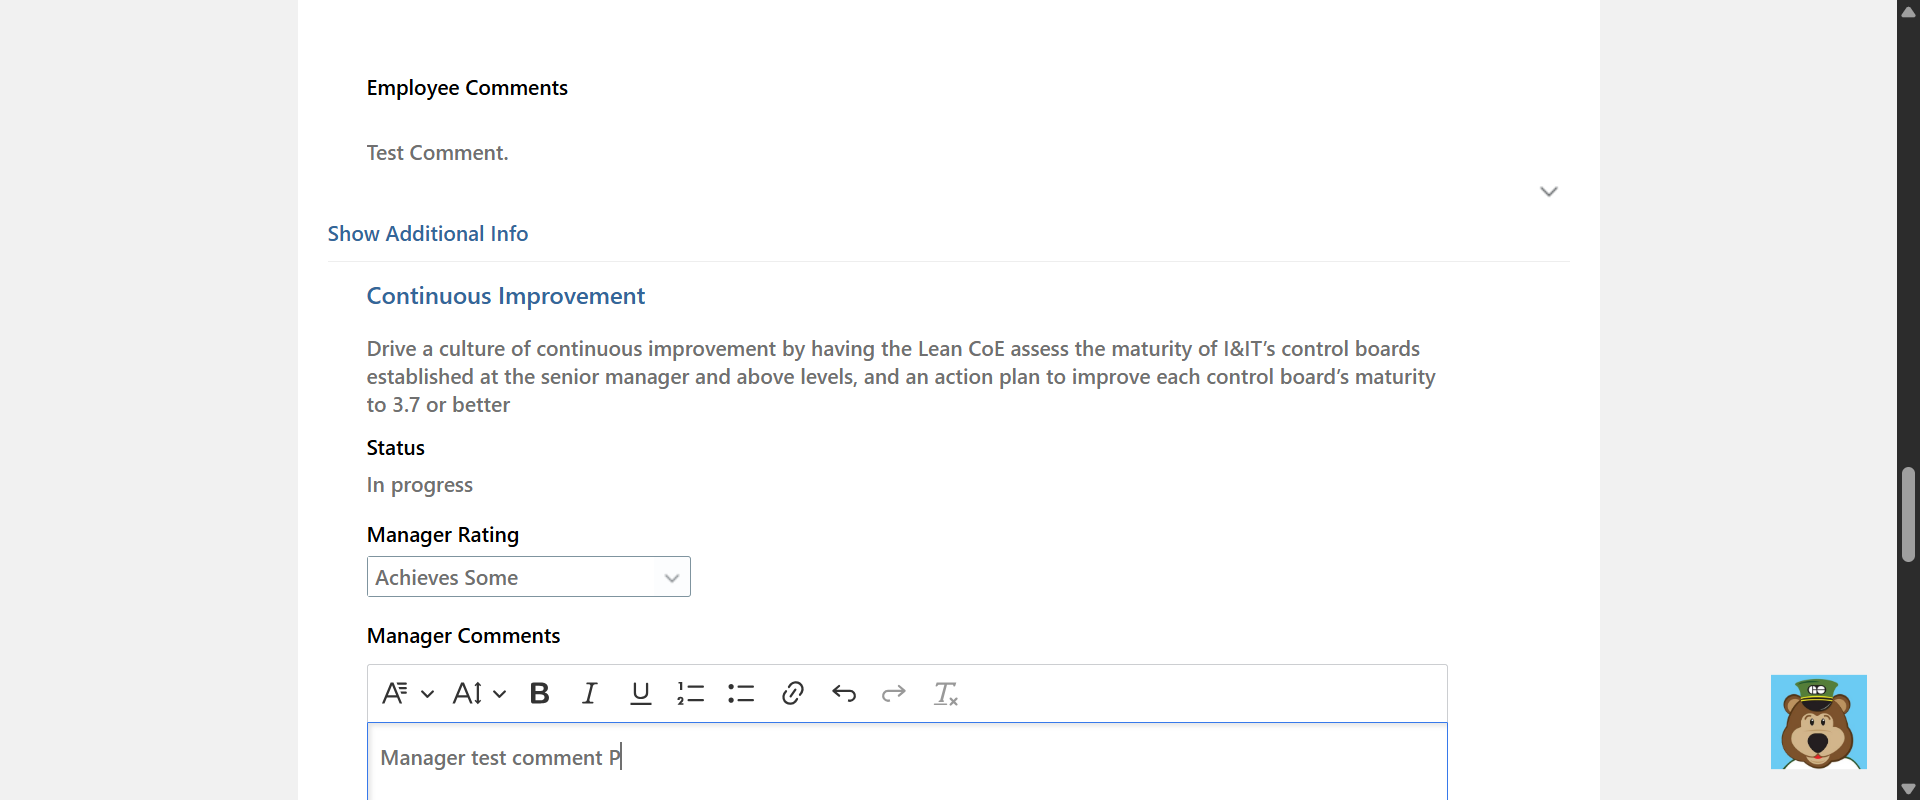 Employee Comments
Test Comment.
Show Additional Info
Continuous Improvement
Drive a culture of continuous improvement by having the Lean CoE assess the maturity of I&IT’s control boards
established at the senior manager and above levels, and an action plan to improve each control board’s maturity
to 3.7 or better
Status
In progress
Manager Rating
Achieves Some
Manager Comments
Manager test comment P
GO